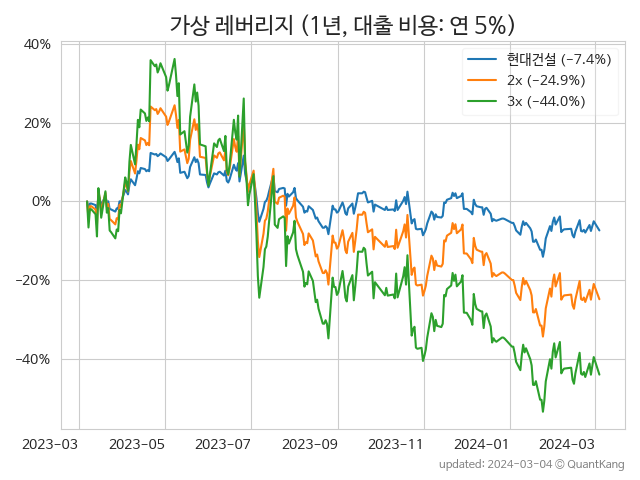 가상 레버리지 (1년, 대출 비용: 연 5%)
현대건설 (−7.4%)
2x (−24.9%)
3x (−44.0%)
40%
20%
0%
−20%
−40%
2023-03 2023-05 2023-07 2023-09 2023-11 2024-01 2024-03
updated: 2024-03-04 © QuantKang